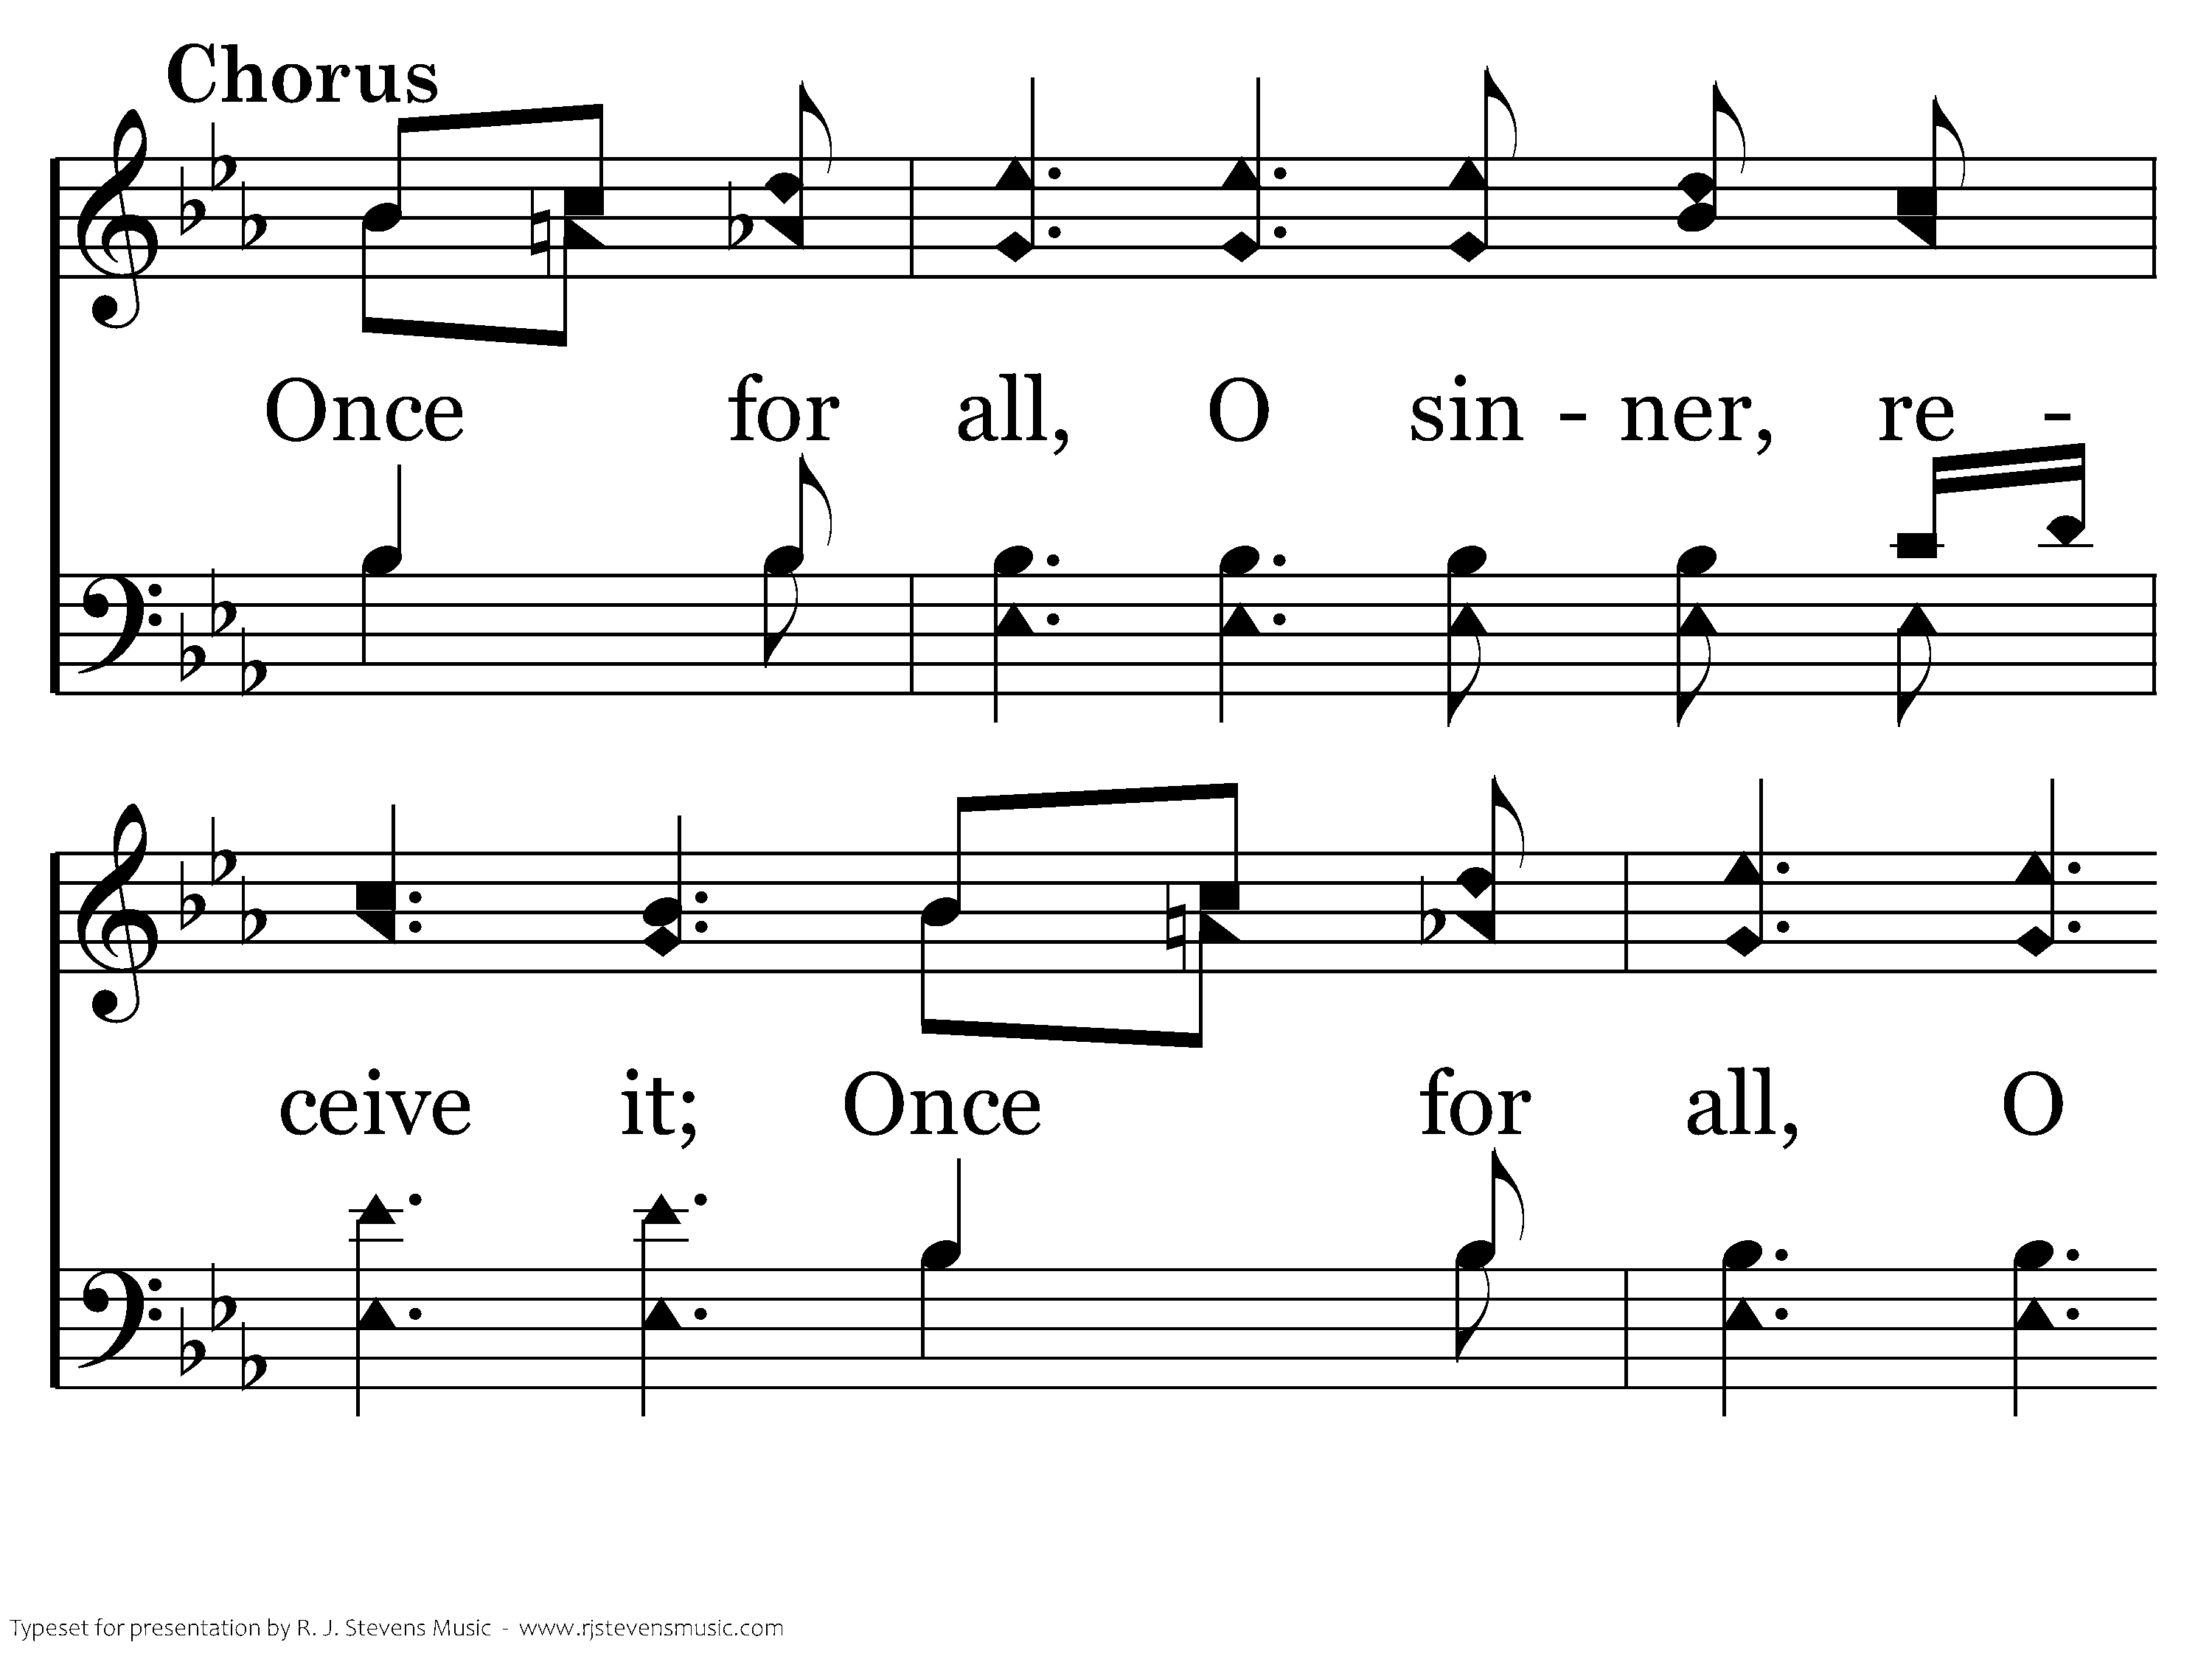 Chorus
Once for all, O sin - ner, re -
ceive it; Once for all, O
Typeset for presentation by R. J. Stevens Music - www.rjstevensmusic.com